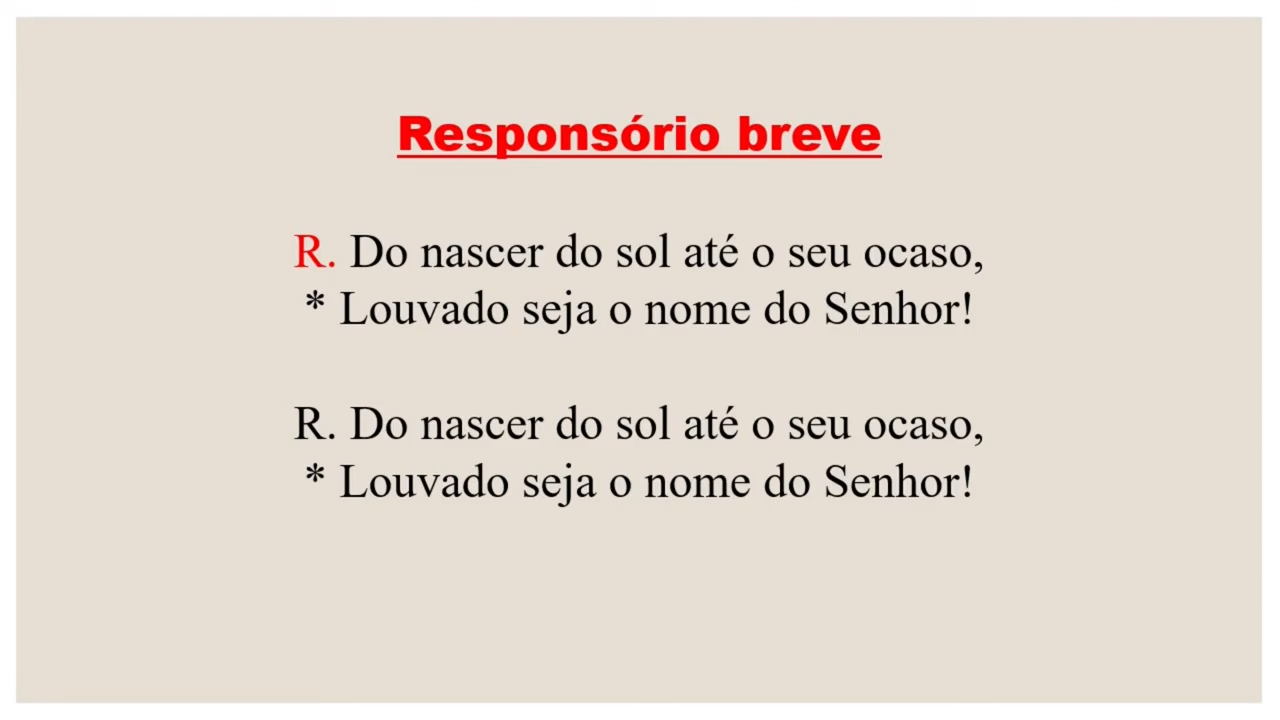 Responsório breve
R. Do nascer do sol até o seu ocaso,
* Louvado seja o nome do Senhor!
R. Do nascer do sol até o seu ocaso,
* Louvado seja o nome do Senhor!